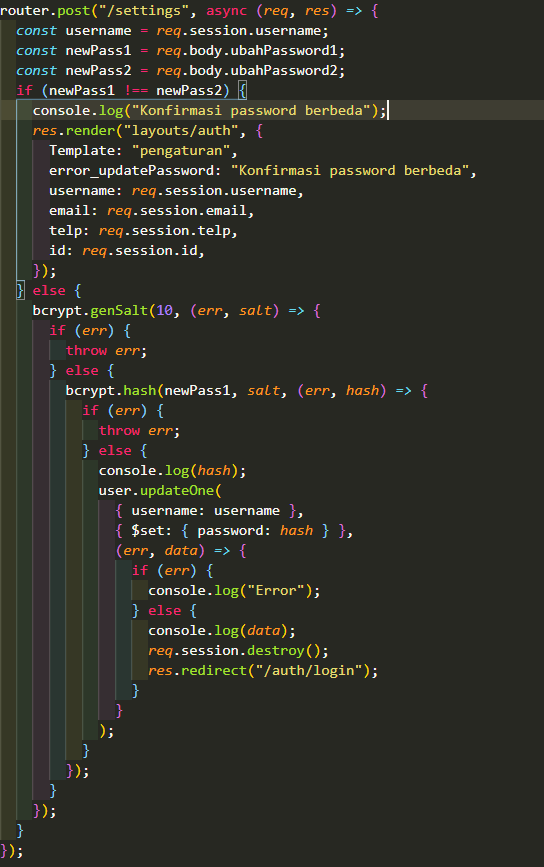 router.post("/settings", async (req, res) => {
  const username = req.session.username;
  const newPass1 = req.body.ubahPassword1;
  const newPass2 = req.body.ubahPassword2;
  if (newPass1 !== newPass2) {
    console.log("Konfirmasi password berbeda");
    res.render("layouts/auth", {
      Template: "pengaturan",
      error_updatePassword: "Konfirmasi password berbeda",
      username: req.session.username,
      email: req.session.email,
      telp: req.session.telp,
      id: req.session.id,
    });
  } else {
    bcrypt.genSalt(10, (err, salt) => {
      if (err) {
        throw err;
      } else {
        bcrypt.hash(newPass1, salt, (err, hash) => {
          if (err) {
            throw err;
          } else {
            console.log(hash);
            user.updateOne(
              { username: username },
              { $set: { password: hash } },
              (err, data) => {
                if (err) {
                  console.log("Error");
                } else {
                  console.log(data);
                  req.session.destroy();
                  res.redirect("/auth/login");
                }
              }
            );
          }
        });
      }
    });
  }
});